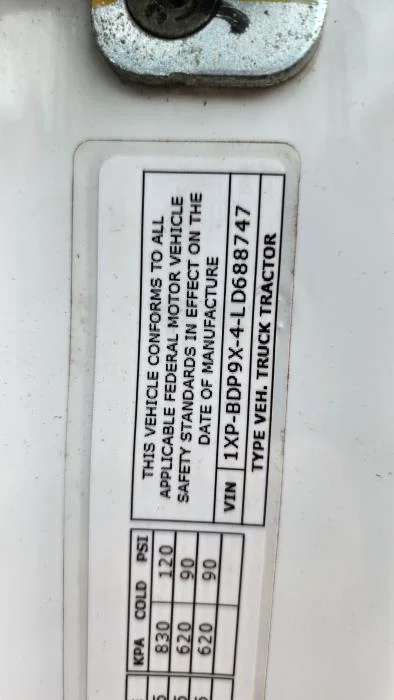 KPA COLD PSI
830 120
620 90
620 90
THIS VEHICLE CONFORMS TO ALL
APPLICABLE FEDERAL MOTOR VEHICLE
SAFETY STANDARDS IN EFFECT ON THE
DATE OF MANUFACTURE
VIN 1XP-BDP9X-4-LD688747
TYPE VEH. TRUCK TRACTOR